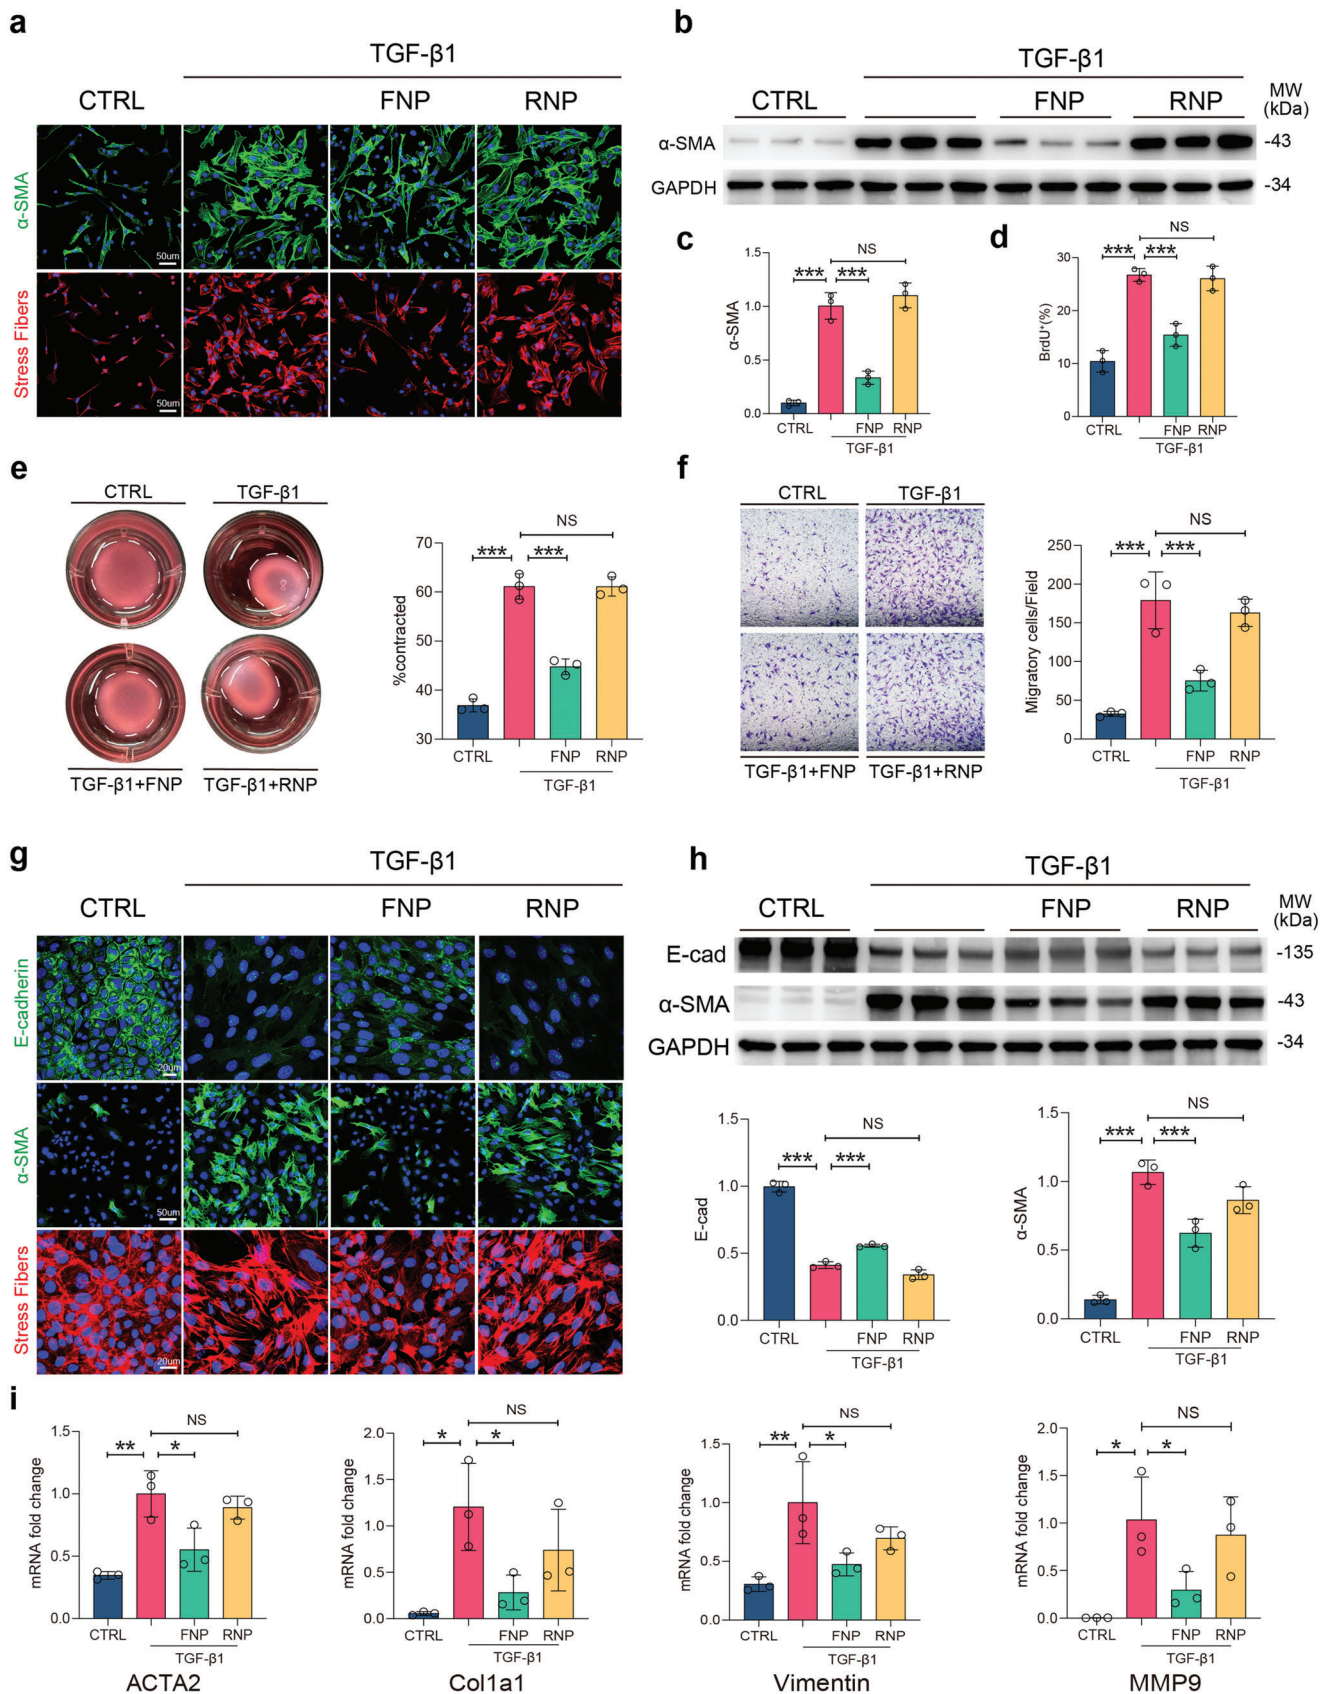 a
TGF-β1
CTRL FNP RNP
α-SMA
50um
Stress Fibers
50um
b
TGF-β1
CTRL FNP RNP
MW
(kDa)
α-SMA -43
GAPDH -34
c
NS
*** ***
α-SMA
1.5
1.0
0.5
0.0
CTRL FNP RNP
TGF-β1
d
NS
*** ***
BrdU⁺(%)
30
20
10
0
CTRL FNP RNP
TGF-β1
e
CTRL TGF-β1
TGF-β1+FNP TGF-β1+RNP
NS
*** ***
%contracted
70
60
50
40
30
CTRL FNP RNP
TGF-β1
f
CTRL TGF-β1
TGF-β1+FNP TGF-β1+RNP
NS
*** ***
Migratory cells/Field
250
200
150
100
50
0
CTRL FNP RNP
TGF-β1
g
TGF-β1
CTRL FNP RNP
E-cadherin
20um
α-SMA
50um
Stress Fibers
20um
h
TGF-β1
CTRL FNP RNP
MW
(kDa)
E-cad -135
α-SMA -43
GAPDH -34
NS
*** ***
E-cad
1.5
1.0
0.5
0.0
CTRL FNP RNP
TGF-β1
NS
*** ***
α-SMA
1.5
1.0
0.5
0.0
CTRL FNP RNP
TGF-β1
i
NS
** *
mRNA fold change
1.5
1.0
0.5
0.0
CTRL FNP RNP
TGF-β1
ACTA2
NS
* *
mRNA fold change
2.0
1.5
1.0
0.5
0.0
CTRL FNP RNP
TGF-β1
Col1a1
NS
** *
mRNA fold change
1.5
1.0
0.5
0.0
CTRL FNP RNP
TGF-β1
Vimentin
NS
* *
mRNA fold change
2.0
1.5
1.0
0.5
0.0
CTRL FNP RNP
TGF-β1
MMP9